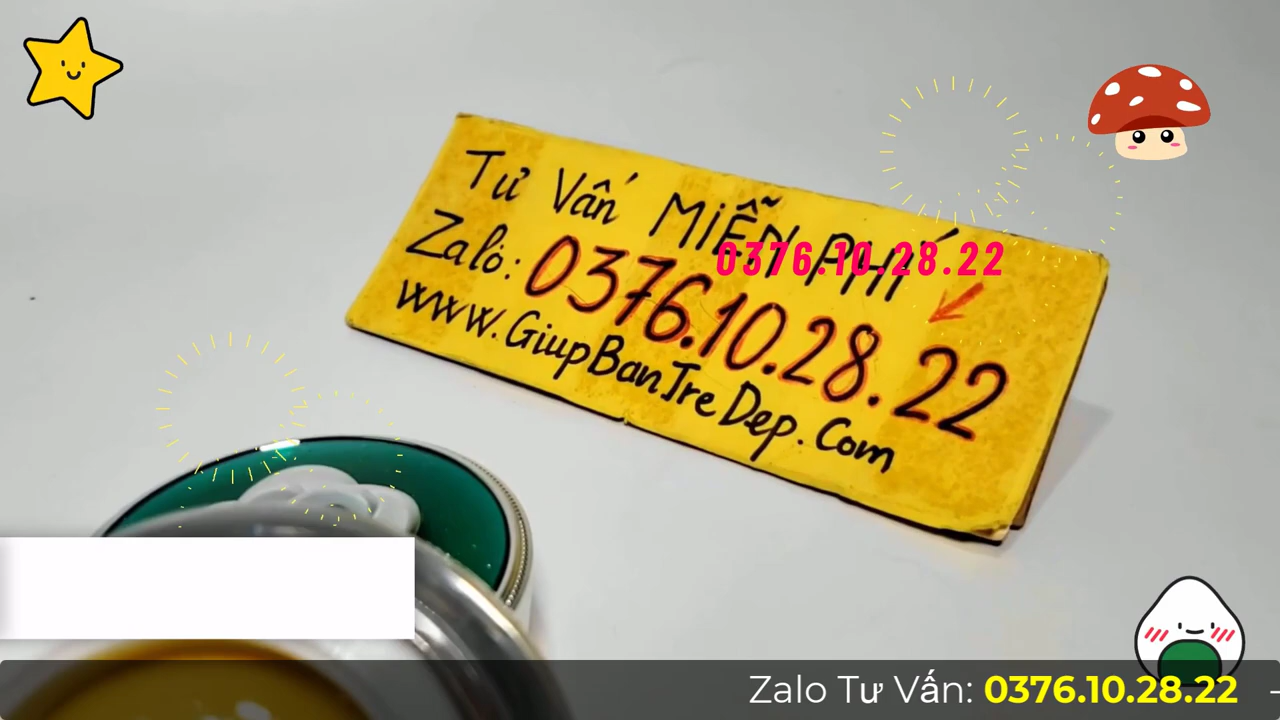 Tư Vấn MIỄN PHÍ
0376.10.28.22
Zalo: 0376.10.28.22
www.GiupBanTreDep.Com
Zalo Tư Vấn: 0376.10.28.22 -